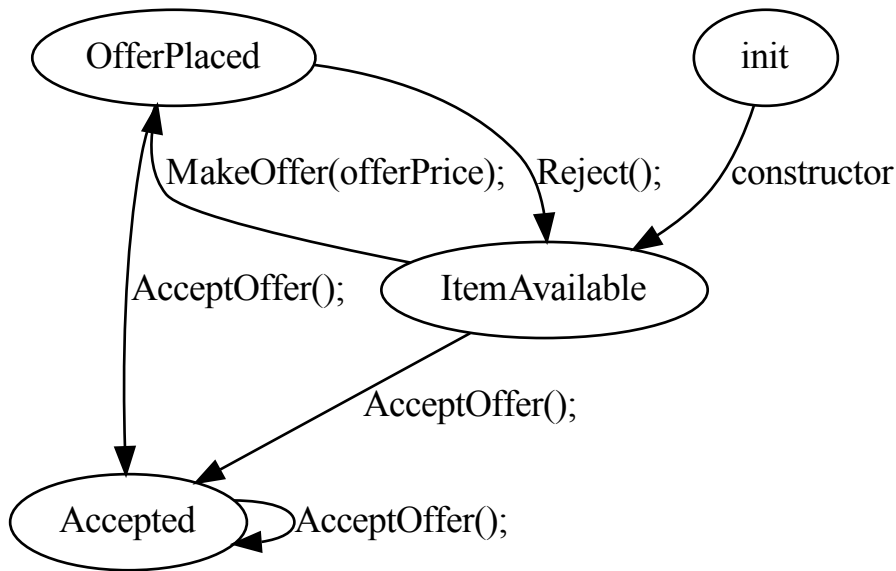 OfferPlaced
init
MakeOffer(offerPrice);
Reject();
constructor
AcceptOffer();
ItemAvailable
AcceptOffer();
Accepted
AcceptOffer();